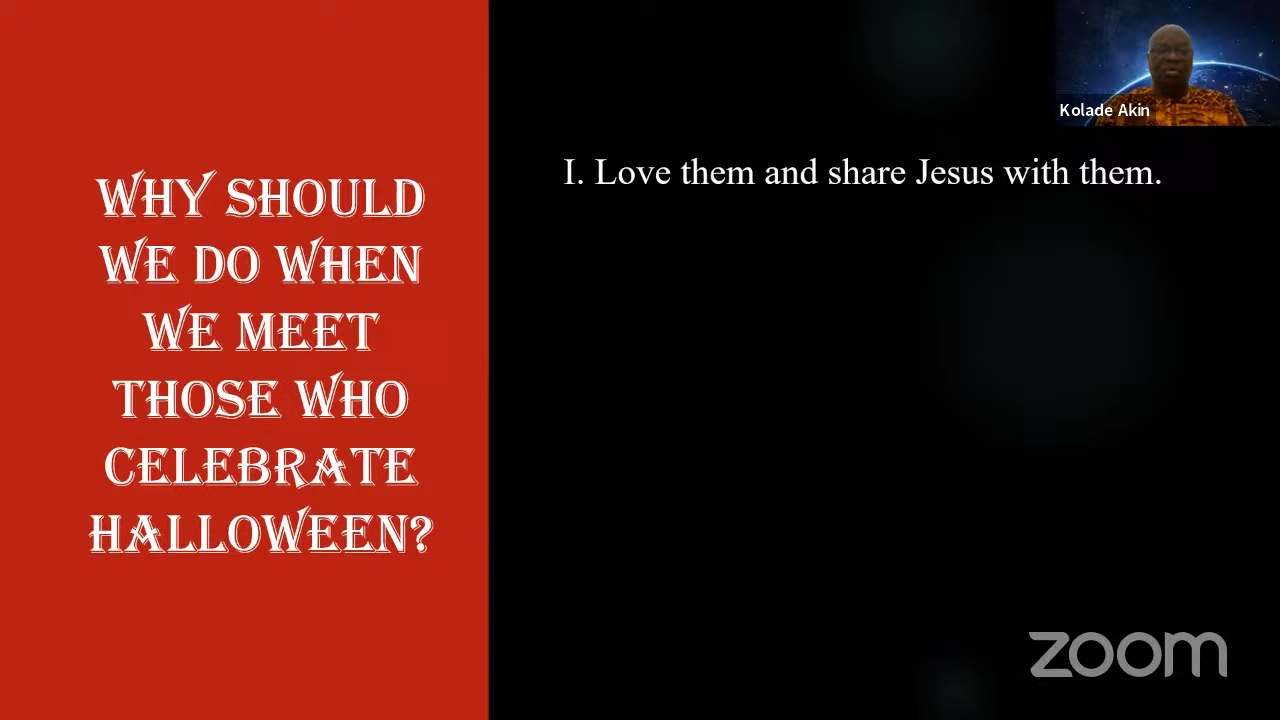 WHY SHOULD
WE DO WHEN
WE MEET
THOSE WHO
CELEBRATE
HALLOWEEN?
I. Love them and share Jesus with them.
Kolade Akin
zoom